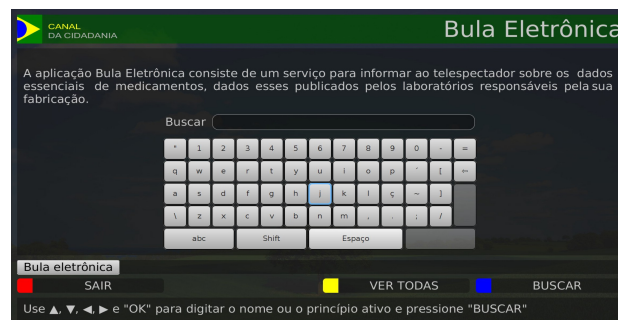 CANAL
DA CIDADANIA
Bula Eletrônica
A aplicação Bula Eletrônica consiste de um serviço para informar ao telespectador sobre os dados
essenciais de medicamentos, dados esses publicados pelos laboratórios responsáveis pela sua
fabricação.
Buscar
" 1 2 3 4 5 6 7 8 9 0 - =
q w e r t y u i o p ´ [ ←
a s d f g h j k l ç ~ ]
\ z x c v b n m , . ; /
abc Shift Espaço
Bula eletrônica
SAIR VER TODAS BUSCAR
Use ▲, ▼, ◄, ► e "OK" para digitar o nome ou o princípio ativo e pressione "BUSCAR"